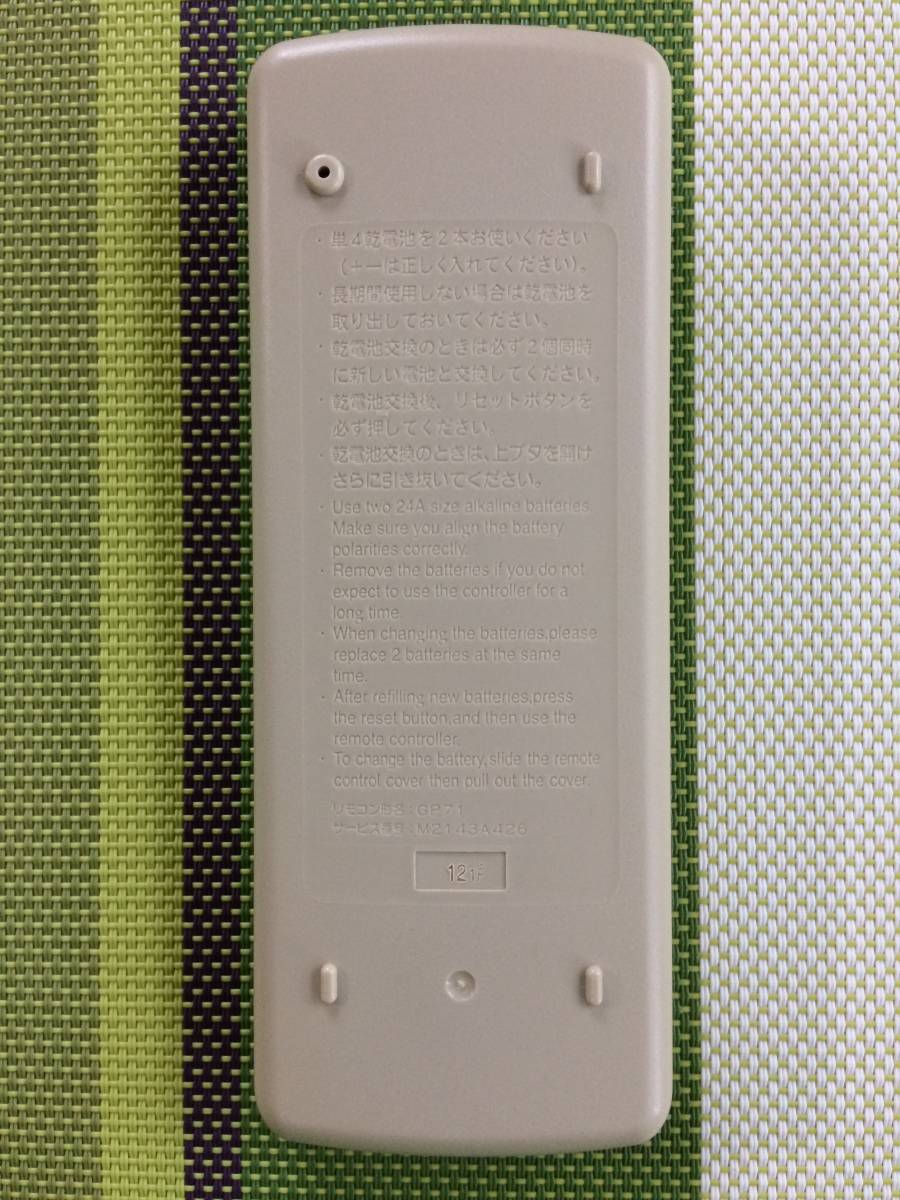 ・単4乾電池を2本お使いください
(＋－は正しく入れてください)。
・長期間使用しない場合は乾電池を
取り出しておいてください。
・乾電池交換のときは必ず2個同時
に新しい電池と交換してください。
・乾電池交換後、リセットボタンを
必ず押してください。
・乾電池交換のときは、上ブタを開け
さらに引き抜いてください。
・Use two 24A size alkaline batteries.
Make sure you align the battery
polarities correctly.
・Remove the batteries if you do not
expect to use the controller for a
long time.
・When changing the batteries,please
replace 2 batteries at the same
time.
・After refilling new batteries,press
the reset button,and then use the
remote controller.
・To change the battery,slide the remote
control cover then pull out the cover.
リモコン形名：GP71
サービス番号：M2143A426